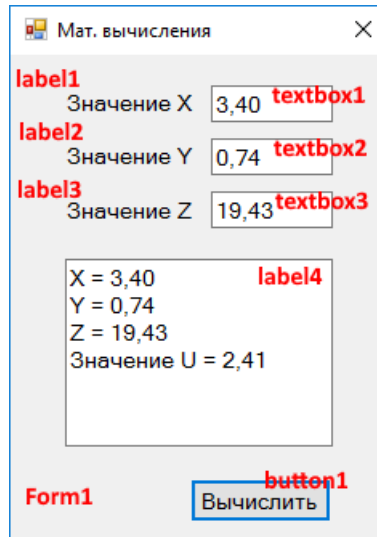 Мат. вычисления
label1
Значение X 3,40 textbox1
label2
Значение Y 0,74 textbox2
label3
Значение Z 19,43 textbox3
X = 3,40 label4
Y = 0,74
Z = 19,43
Значение U = 2,41
button1
Form1
Вычислить